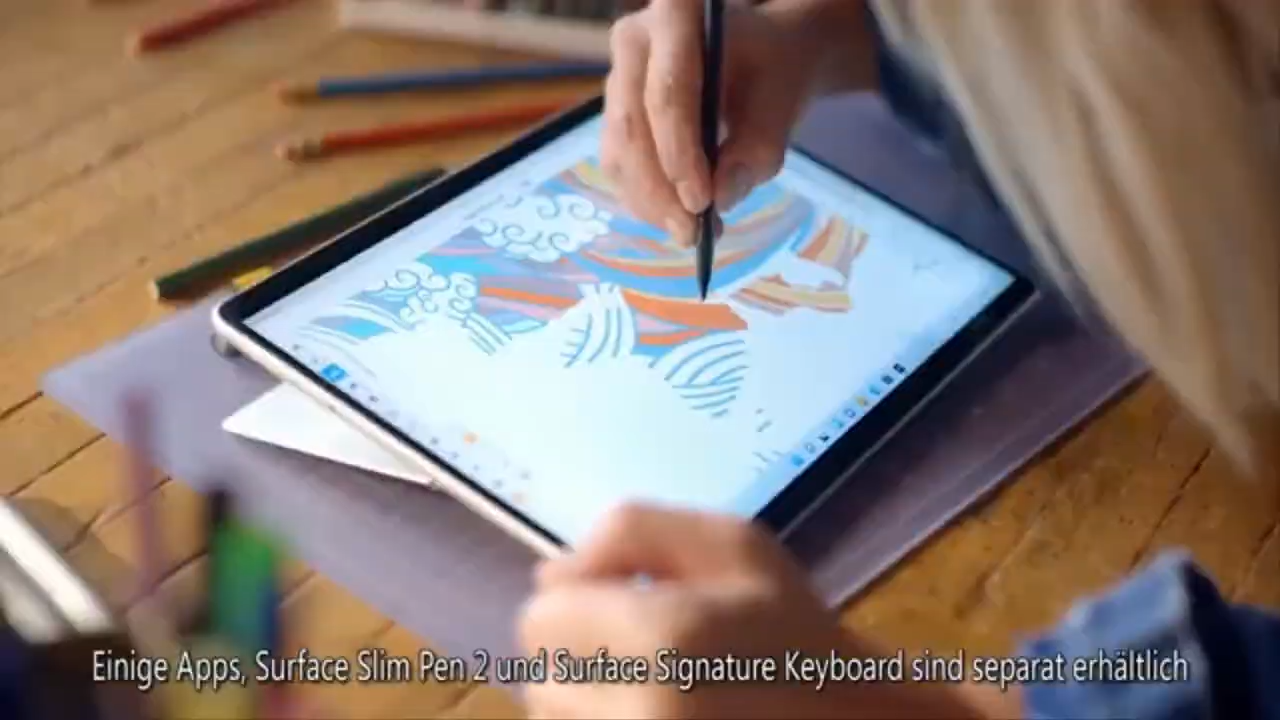 Einige Apps, Surface Slim Pen 2 und Surface Signature Keyboard sind separat erhältlich